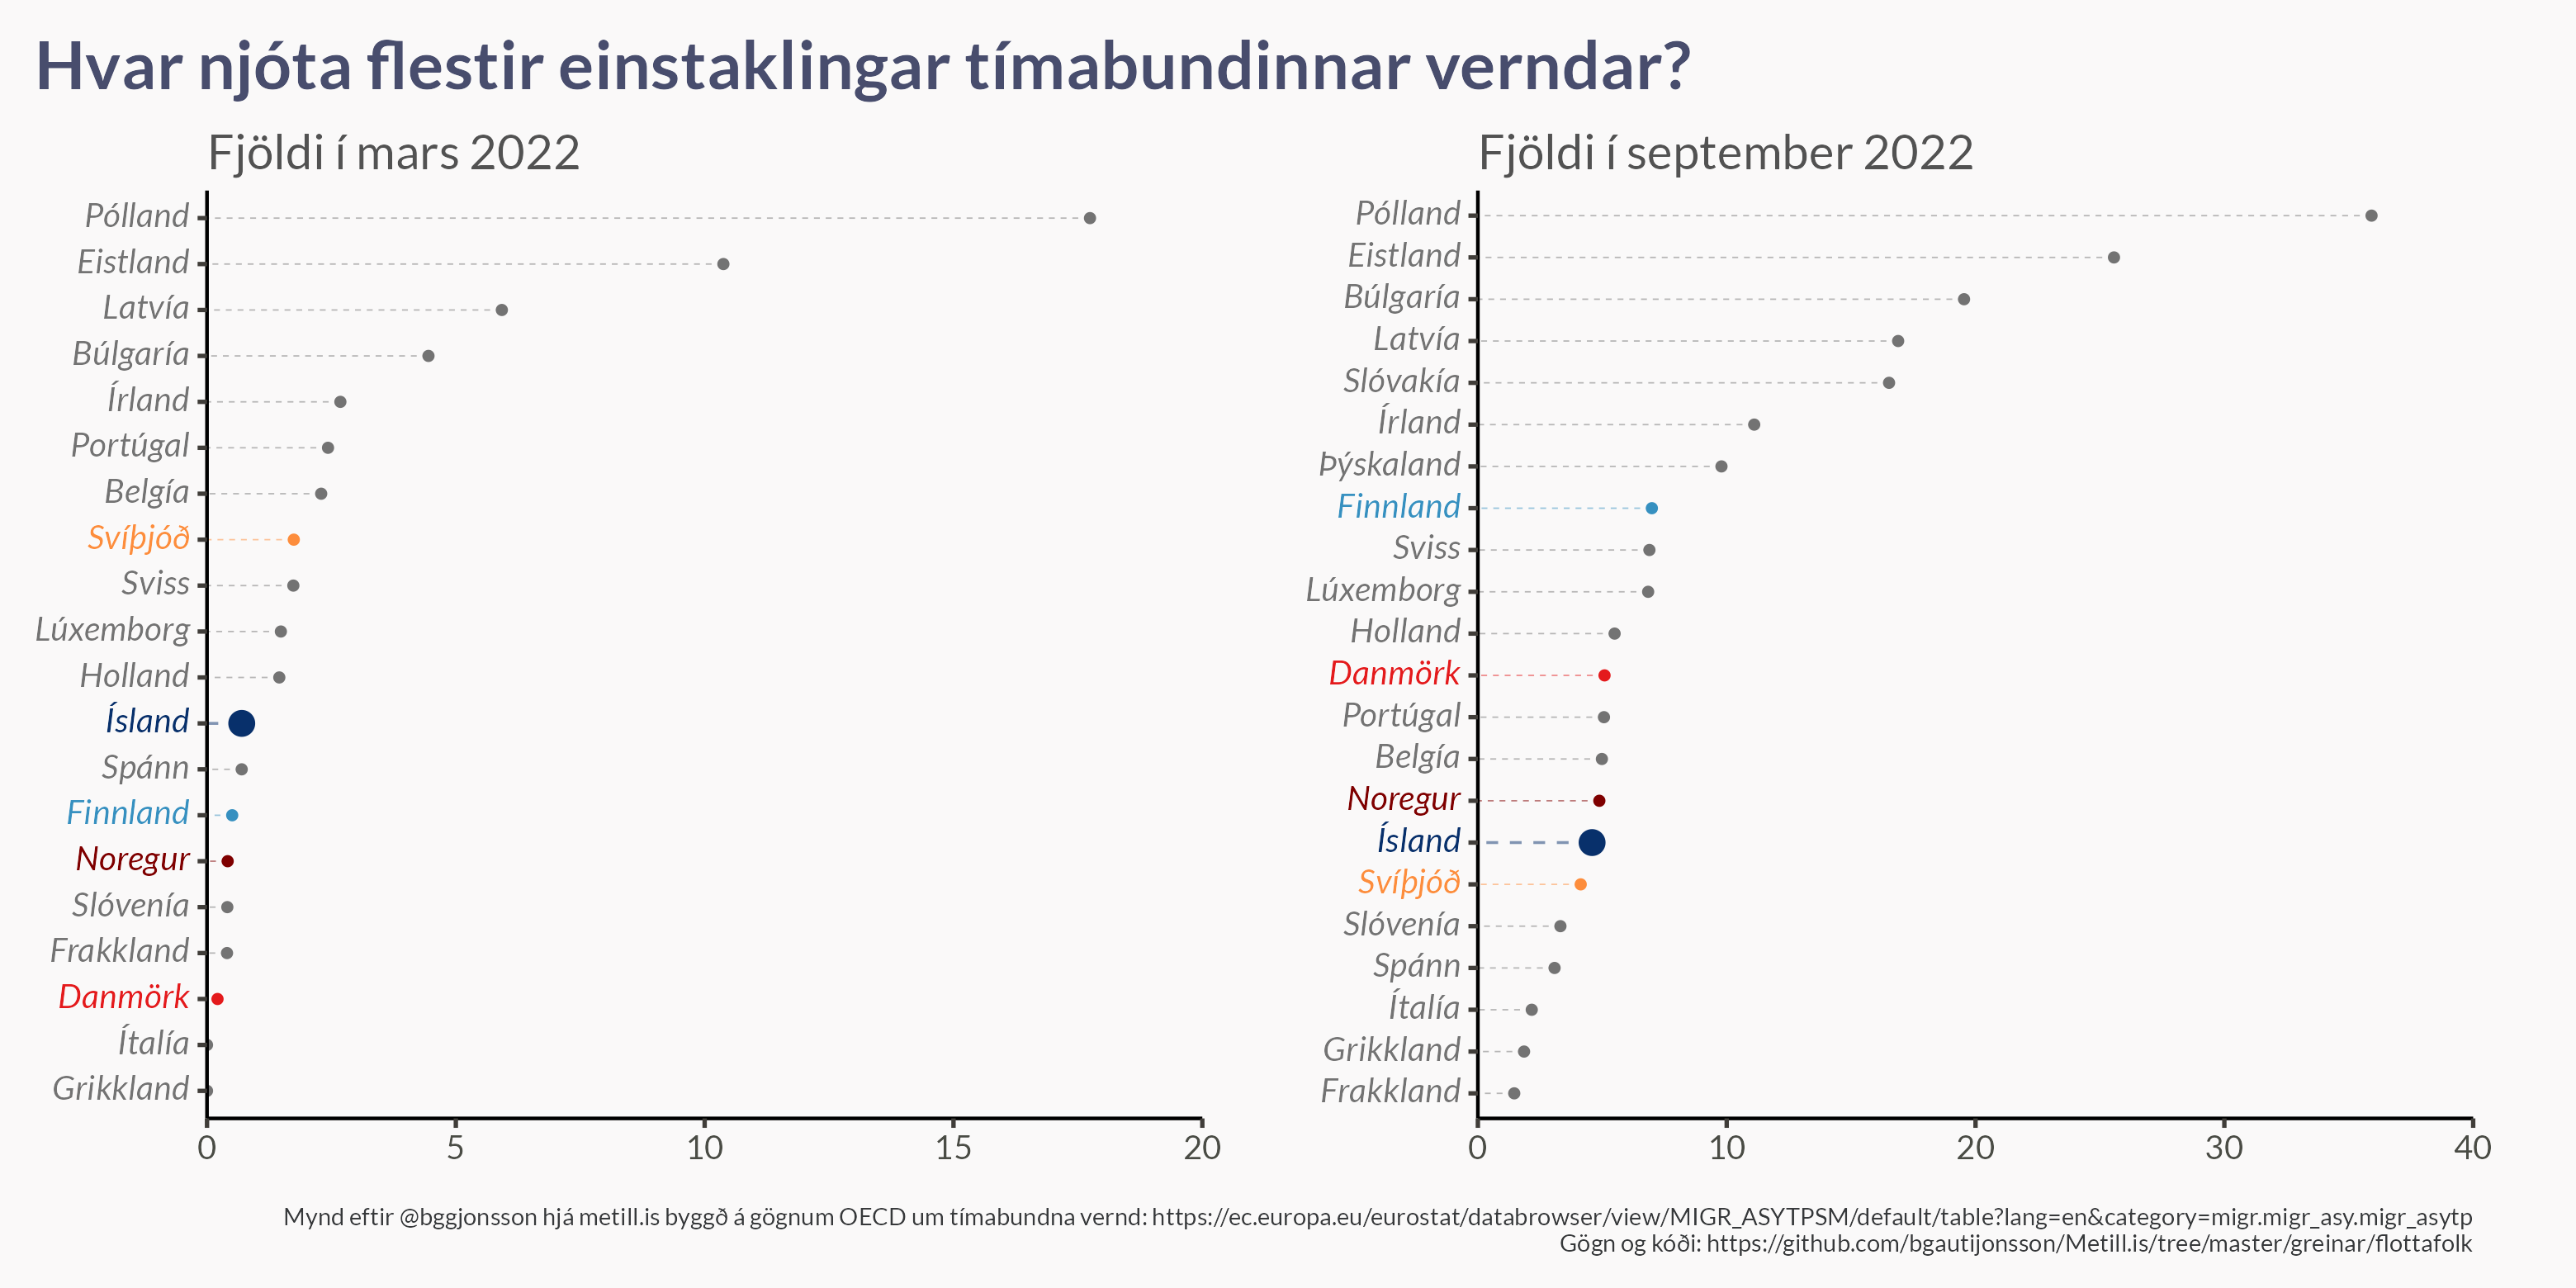 Hvar njóta flestir einstaklingar tímabundinnar verndar?
Fjöldi í mars 2022
Pólland
Eistland
Latvía
Búlgaría
Írland
Portúgal
Belgía
Svíþjóð
Sviss
Lúxemborg
Holland
Ísland
Spánn
Finnland
Noregur
Slóvenía
Frakkland
Danmörk
Ítalía
Grikkland
0 5 10 15 20
Fjöldi í september 2022
Pólland
Eistland
Búlgaría
Latvía
Slóvakía
Írland
Þýskaland
Finnland
Sviss
Lúxemborg
Holland
Danmörk
Portúgal
Belgía
Noregur
Ísland
Svíþjóð
Slóvenía
Spánn
Ítalía
Grikkland
Frakkland
0 10 20 30 40
Mynd eftir @bggjonsson hjá metill.is byggð á gögnum OECD um tímabundna vernd: https://ec.europa.eu/eurostat/databrowser/view/MIGR_ASYTPSM/default/table?lang=en&category=migr.migr_asy.migr_asytp
Gögn og kóði: https://github.com/bgautijonsson/Metill.is/tree/master/greinar/flottafolk